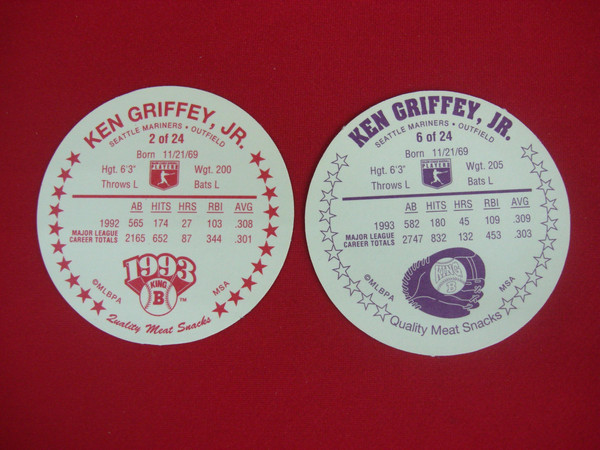 KEN GRIFFEY, JR.
SEATTLE MARINERS • OUTFIELD
2 of 24
Born 11/21/69
Hgt. 6'3" Wgt. 200
PLAYERS
Throws L Bats L
AB HITS HRS RBI AVG
1992 565 174 27 103 .308
MAJOR LEAGUE
CAREER TOTALS 2165 652 87 344 .301
1993
KING
B TM
©MLBPA MSA
Quality Meat Snacks
KEN GRIFFEY, JR.
SEATTLE MARINERS • OUTFIELD
6 of 24
Born 11/21/69
Hgt. 6'3" Wgt. 205
PLAYERS
Throws L Bats L
AB HITS HRS RBI AVG
1993 582 180 45 109 .309
MAJOR LEAGUE
CAREER TOTALS 2747 832 132 453 .303
KING
B
©MLBPA MSA
Quality Meat Snacks